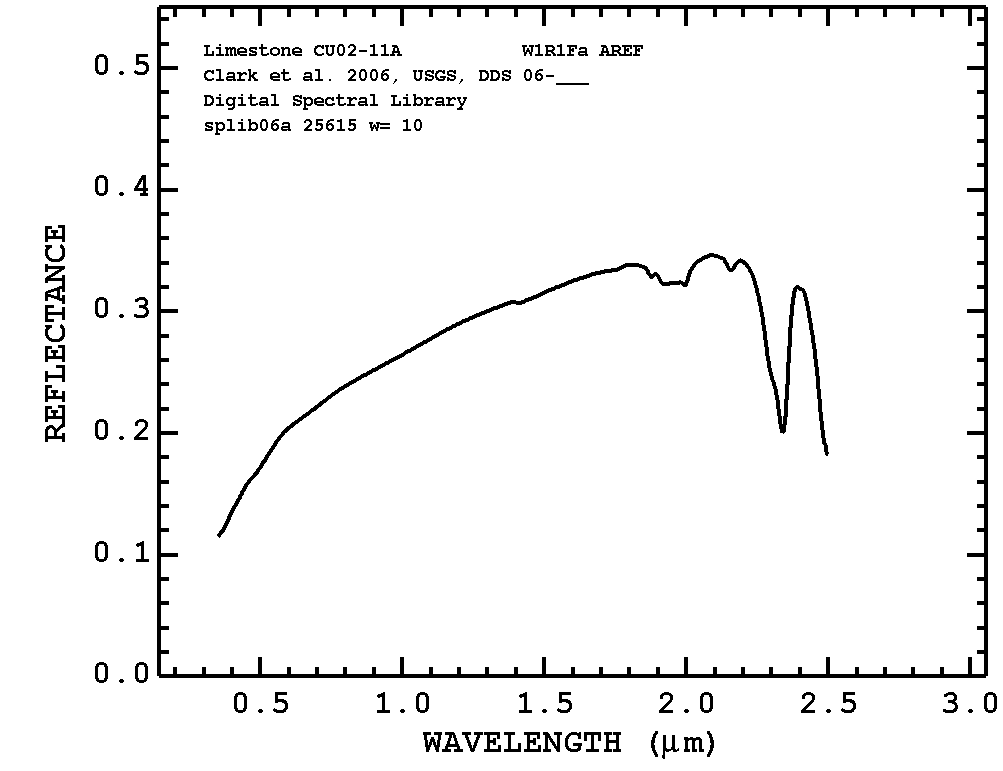 Limestone CU02-11A W1R1Fa AREF
Clark et al. 2006, USGS, DDS 06-___
Digital Spectral Library
splib06a 25615 w= 10
REFLECTANCE
0.5
0.4
0.3
0.2
0.1
0.0
0.5 1.0 1.5 2.0 2.5 3.0
WAVELENGTH (μm)